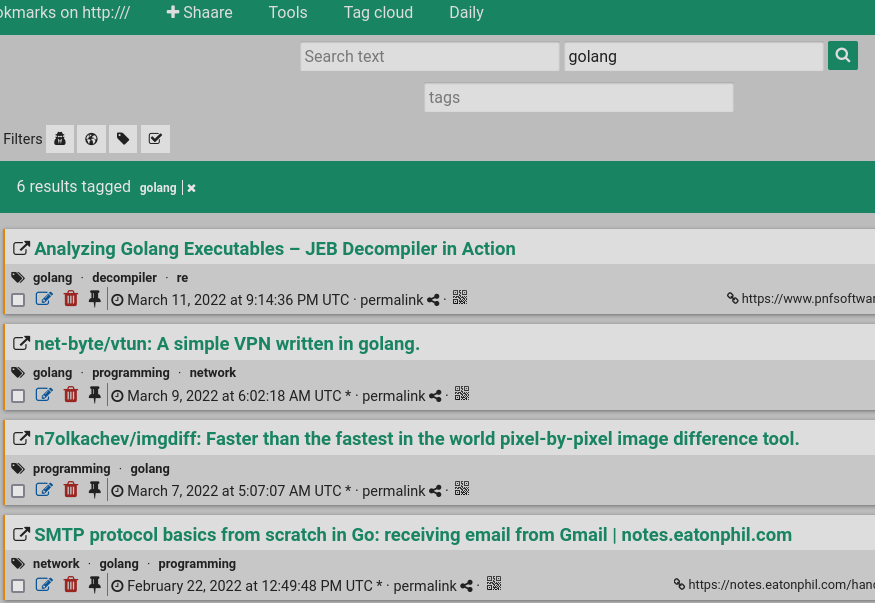 okmarks on http:/// Shaare Tools Tag cloud Daily
Search text golang
tags
Filters
6 results tagged golang
Analyzing Golang Executables – JEB Decompiler in Action
golang · decompiler · re
March 11, 2022 at 9:14:36 PM UTC · permalink · https://www.pnfsoftwar
net-byte/vtun: A simple VPN written in golang.
golang · programming · network
March 9, 2022 at 6:02:18 AM UTC * · permalink ·
n7olkachev/imgdiff: Faster than the fastest in the world pixel-by-pixel image difference tool.
programming · golang
March 7, 2022 at 5:07:07 AM UTC * · permalink ·
SMTP protocol basics from scratch in Go: receiving email from Gmail | notes.eatonphil.com
network · golang · programming
February 22, 2022 at 12:49:48 PM UTC * · permalink · https://notes.eatonphil.com/han